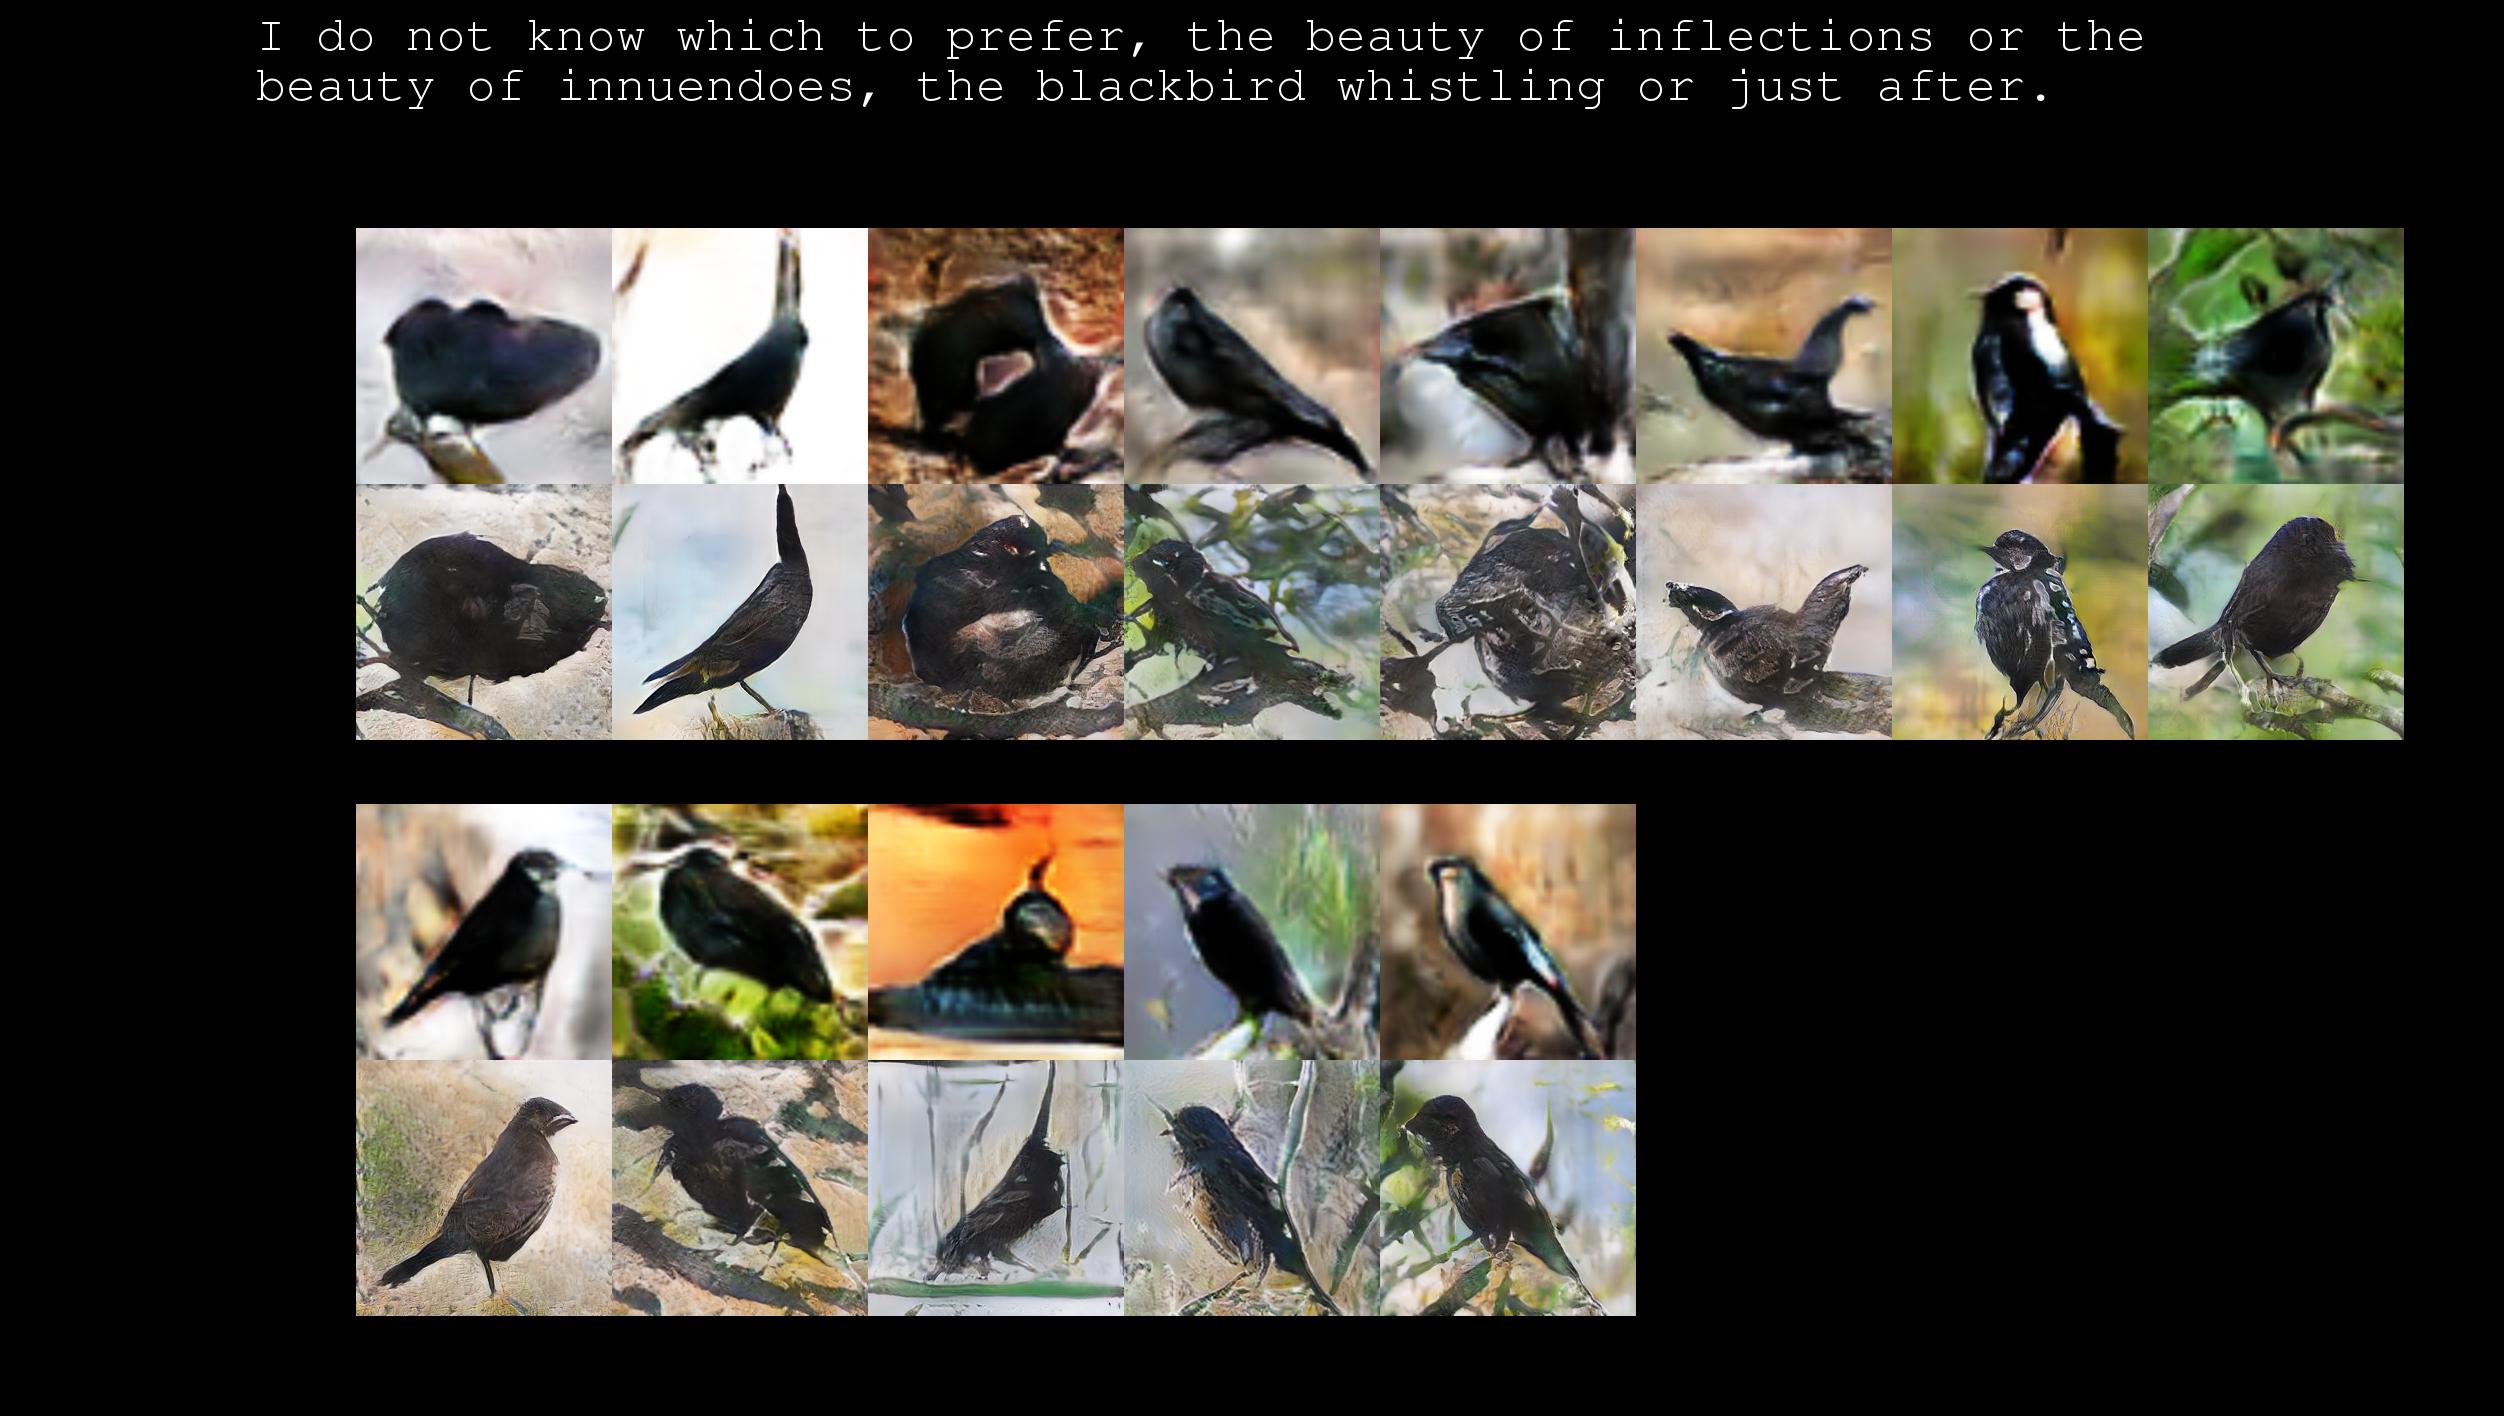 I do not know which to prefer, the beauty of inflections or the
beauty of innuendoes, the blackbird whistling or just after.